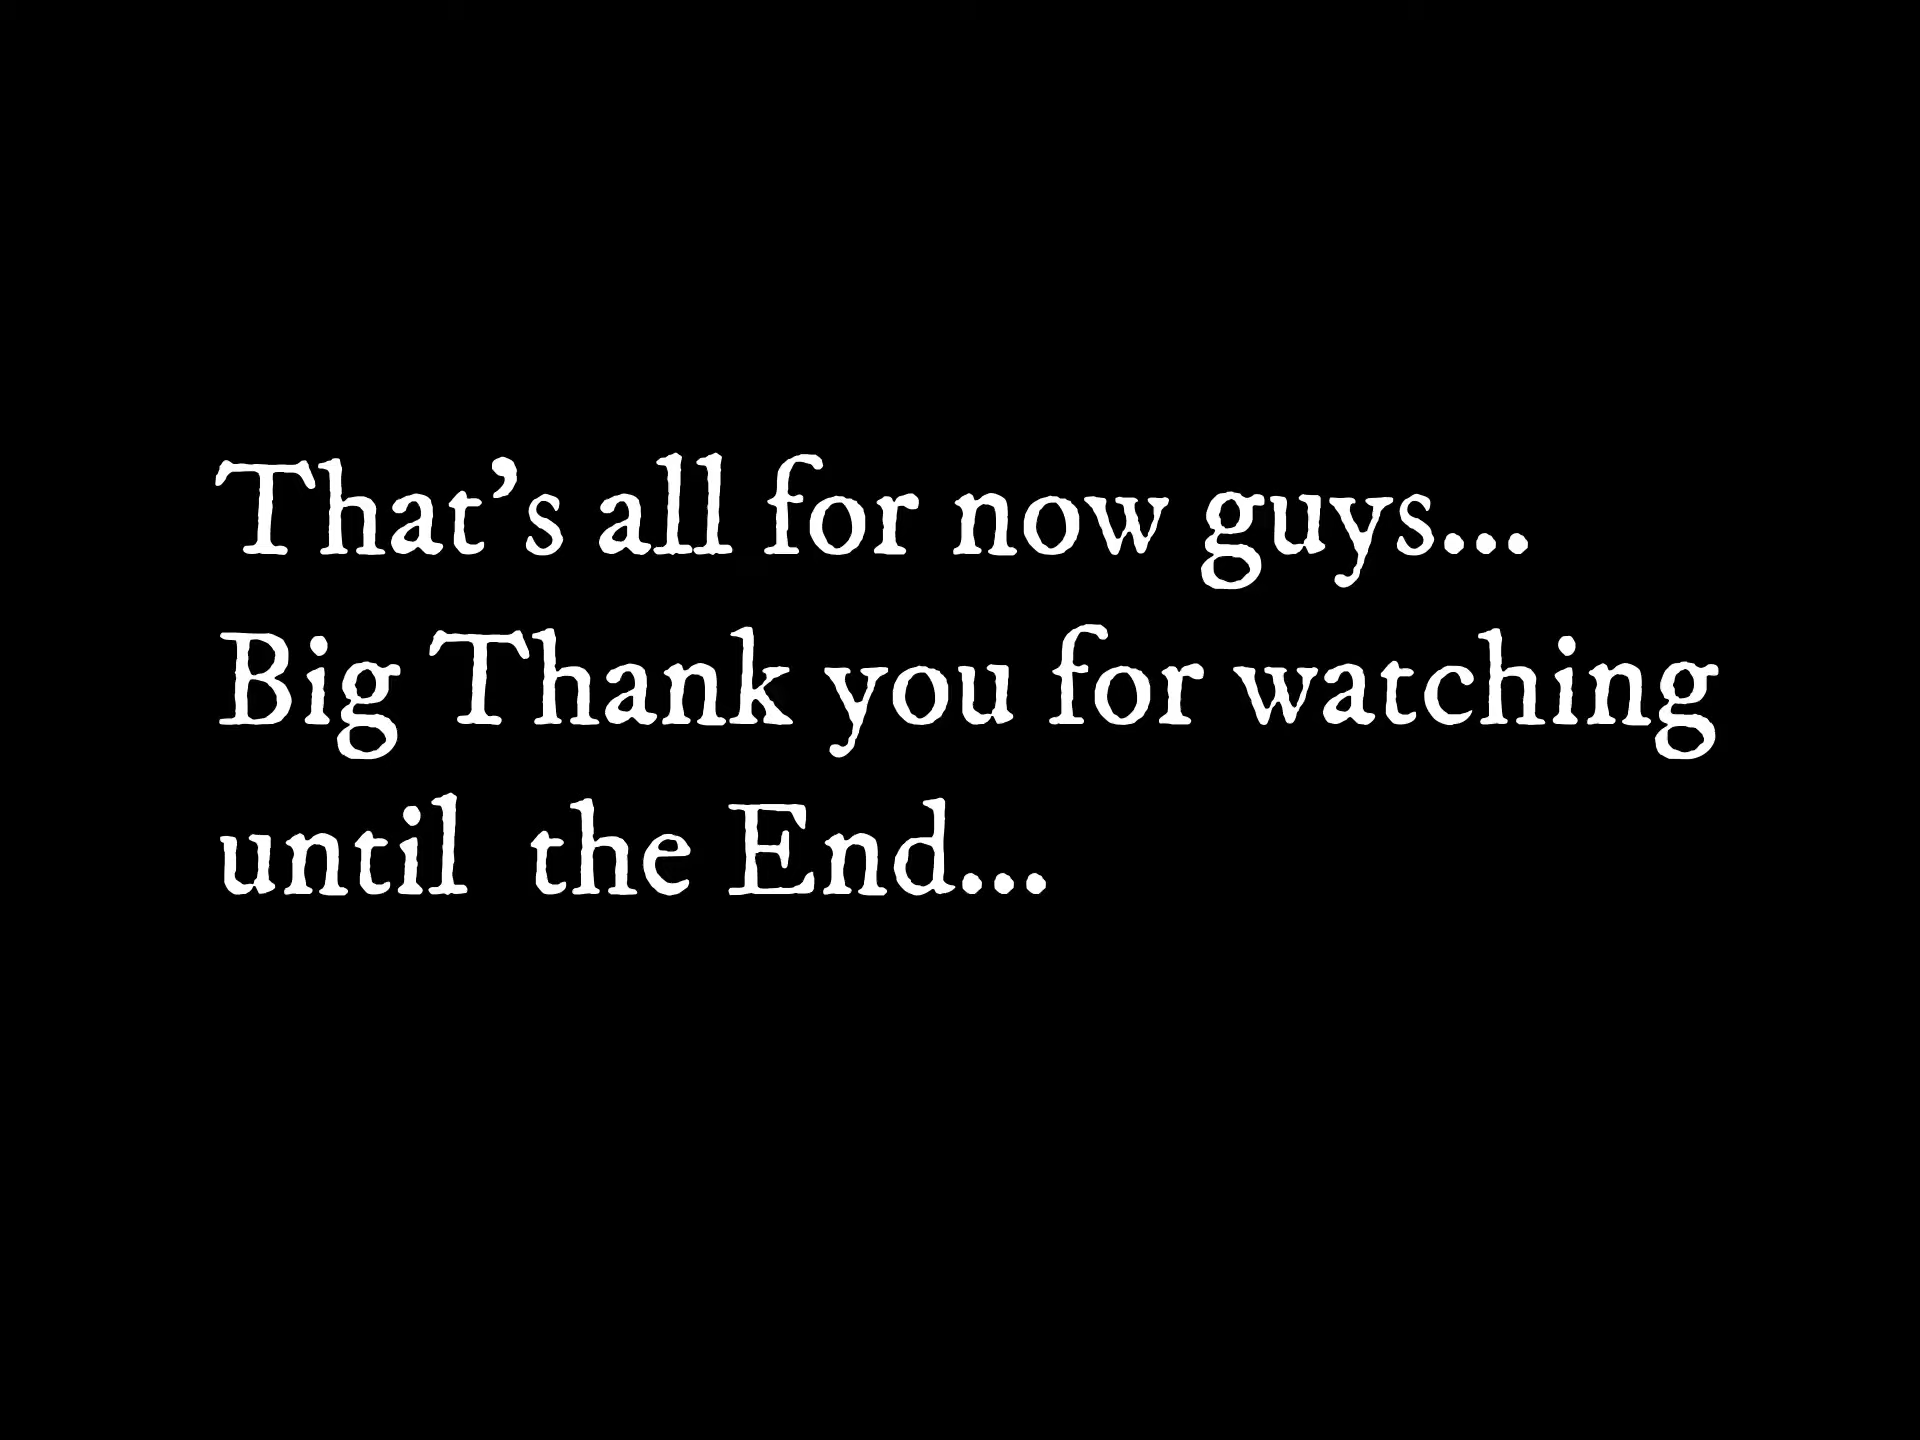 That's all for now guys...
Big Thank you for watching
until  the End...